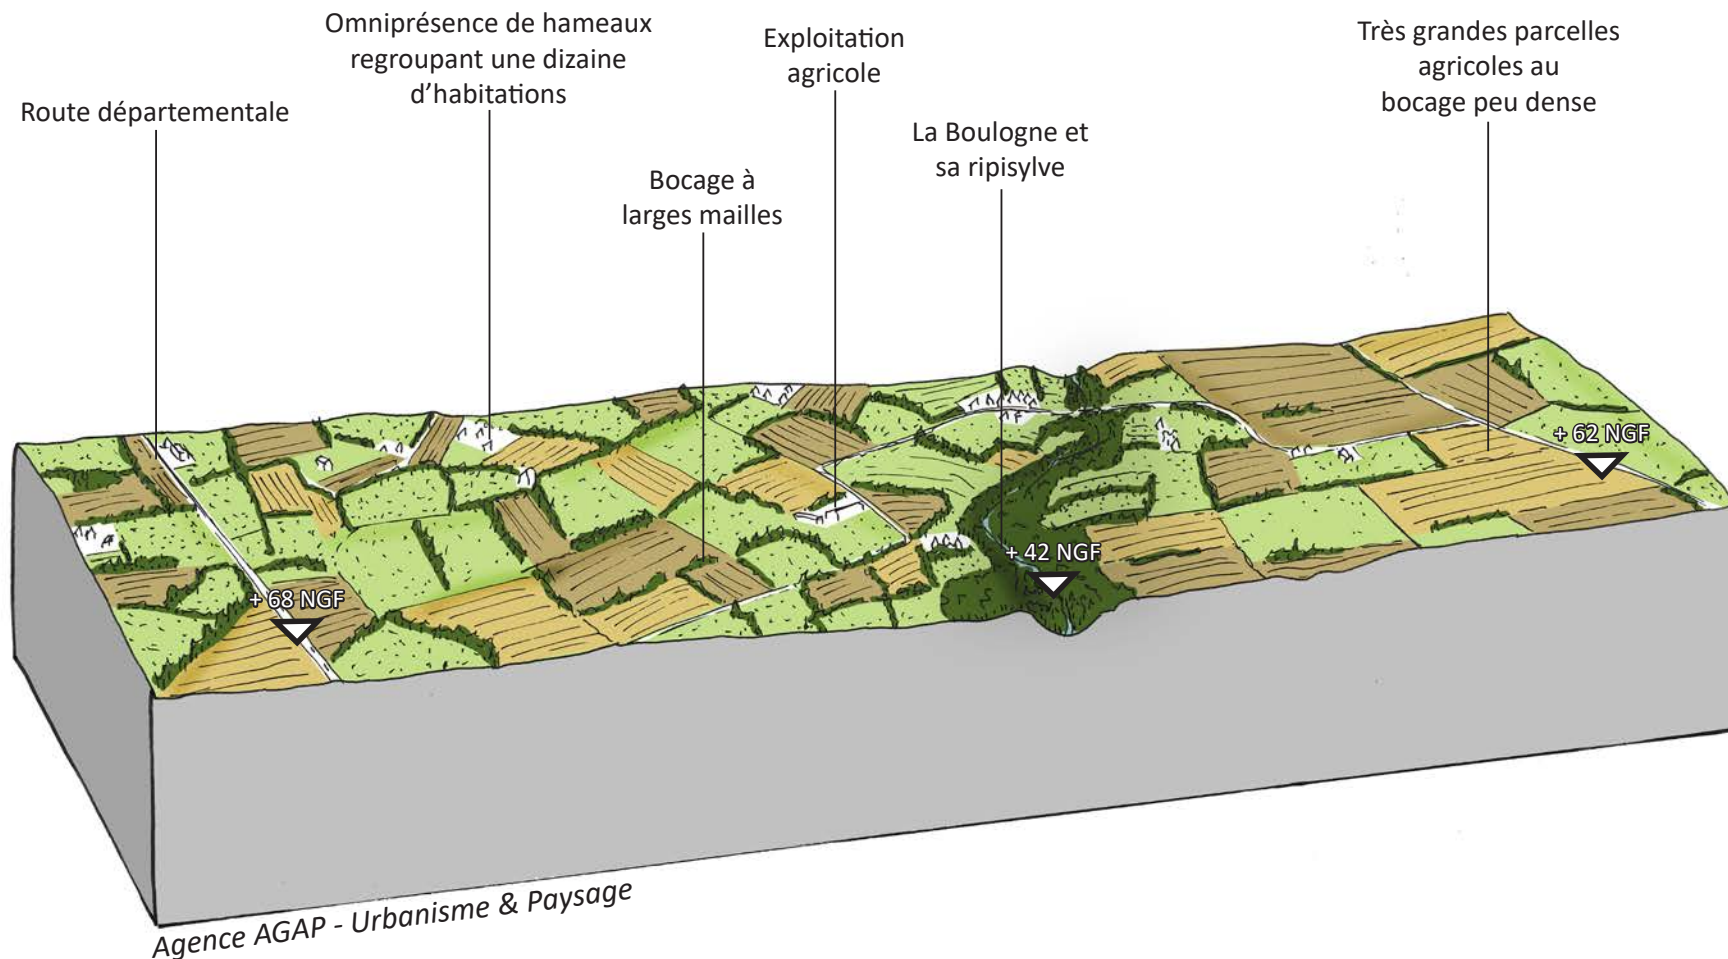 Route départementale
Omniprésence de hameaux
regroupant une dizaine
d'habitations
Bocage à
larges mailles
Exploitation
agricole
La Boulogne et
sa ripisylve
Très grandes parcelles
agricoles au
bocage peu dense
+ 68 NGF
+ 42 NGF
+ 62 NGF
Agence AGAP - Urbanisme & Paysage